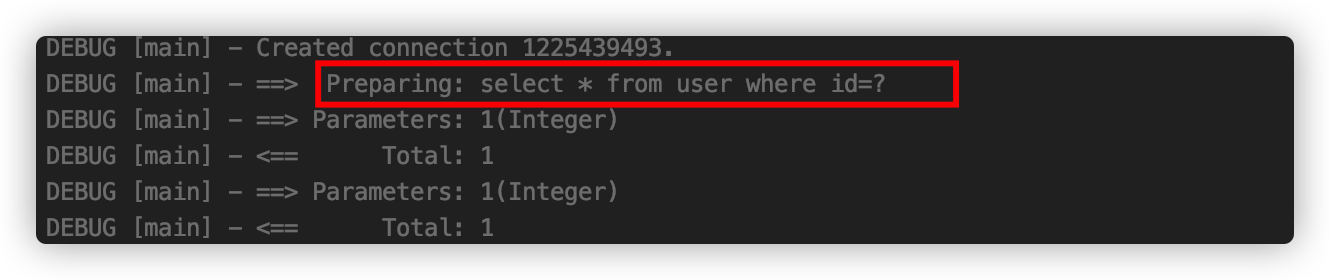 DEBUG [main] - Created connection 1225439493.
DEBUG [main] - ==>  Preparing: select * from user where id=?
DEBUG [main] - ==> Parameters: 1(Integer)
DEBUG [main] - <==      Total: 1
DEBUG [main] - ==> Parameters: 1(Integer)
DEBUG [main] - <==      Total: 1